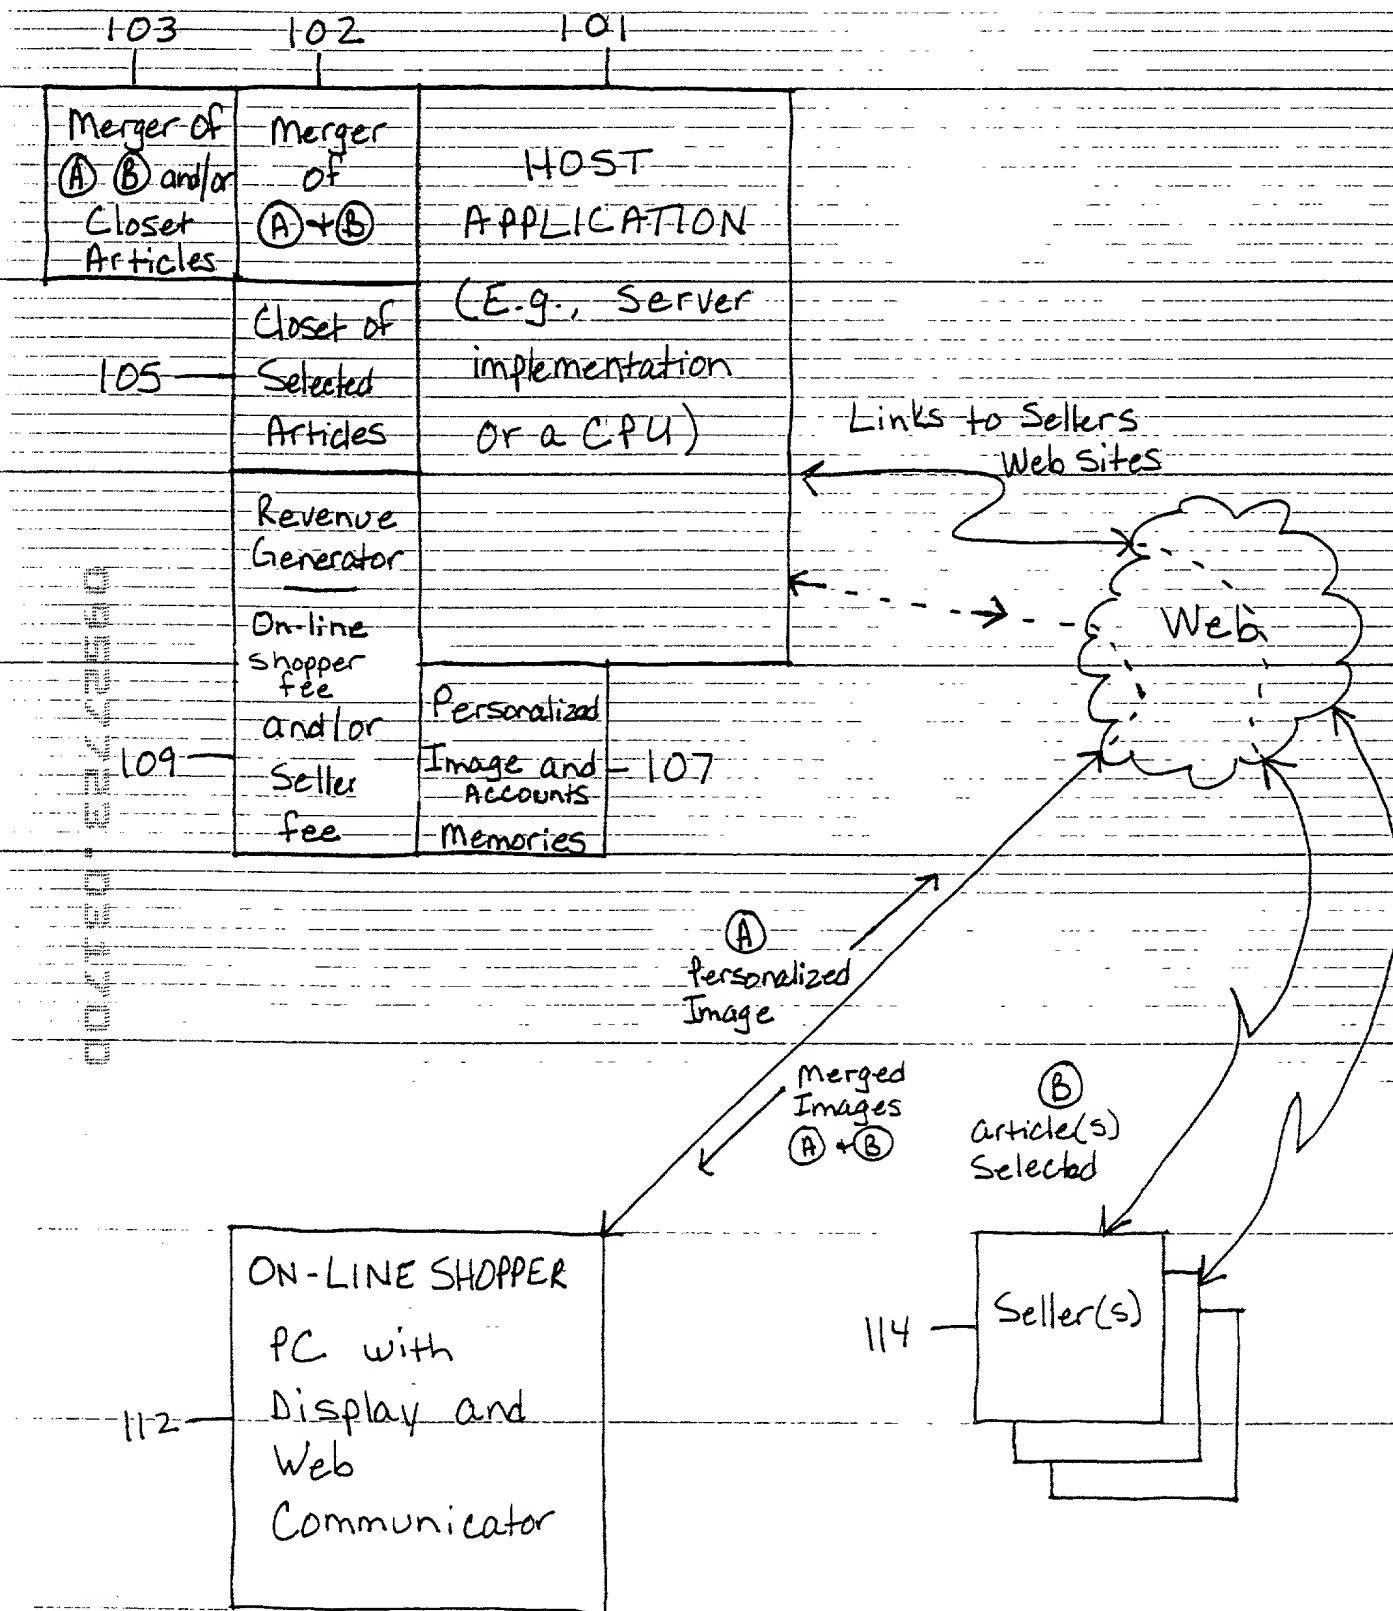 103
102
101
Merger of
(A) (B) and/or
Closet
Articles
Merger
of
(A)+(B)
HOST
APPLICATION
(E.g., Server
implementation
or a CPU)
105
Closet of
Selected
Articles
Links to Sellers
Web Sites
Revenue
Generator
On-line
shopper
fee
and/or
Seller
fee
109
Personalized
Image and
Accounts
Memories
107
Web
(A)
Personalized
Image
Merged
Images
(A)+(B)
(B)
article(s)
Selected
ON-LINE SHOPPER
PC with
Display and
Web
Communicator
112
114
Seller(s)